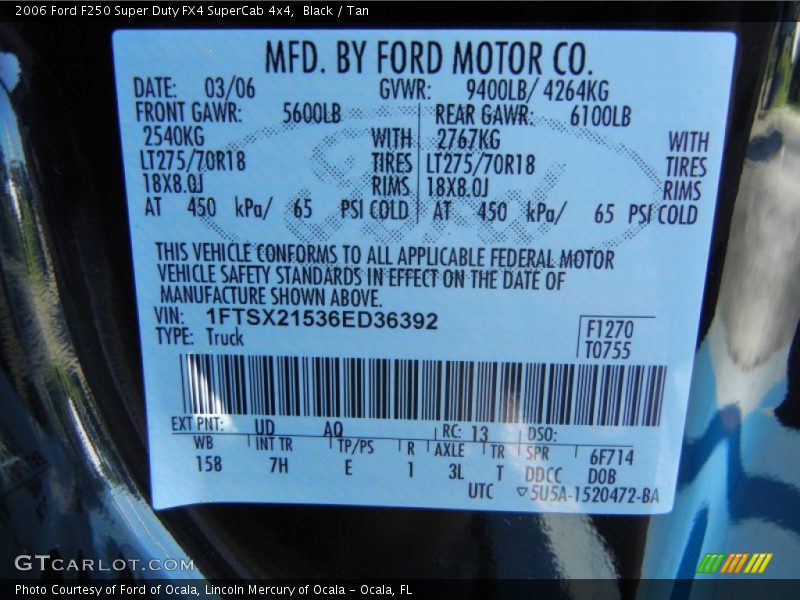 2006 Ford F250 Super Duty FX4 SuperCab 4x4, Black / Tan
MFD. BY FORD MOTOR CO.
DATE: 03/06 GVWR: 9400LB/ 4264KG
FRONT GAWR: 5600LB REAR GAWR: 6100LB
2540KG WITH 2767KG WITH
LT275/70R18 TIRES LT275/70R18 TIRES
18X8.0J RIMS 18X8.0J RIMS
AT 450 kPa/ 65 PSI COLD AT 450 kPa/ 65 PSI COLD
THIS VEHICLE CONFORMS TO ALL APPLICABLE FEDERAL MOTOR
VEHICLE SAFETY STANDARDS IN EFFECT ON THE DATE OF
MANUFACTURE SHOWN ABOVE.
VIN: 1FTSX21536ED36392
TYPE: Truck
F1270
T0755
EXT PNT: UD AQ RC: 13 DSO:
WB INT TR TP/PS R AXLE TR SPR 6F714
158 7H E 1 3L T DDCC DOB
UTC ▽5U5A-1520472-BA
GTCARLOT.COM
Photo Courtesy of Ford of Ocala, Lincoln Mercury of Ocala - Ocala, FL